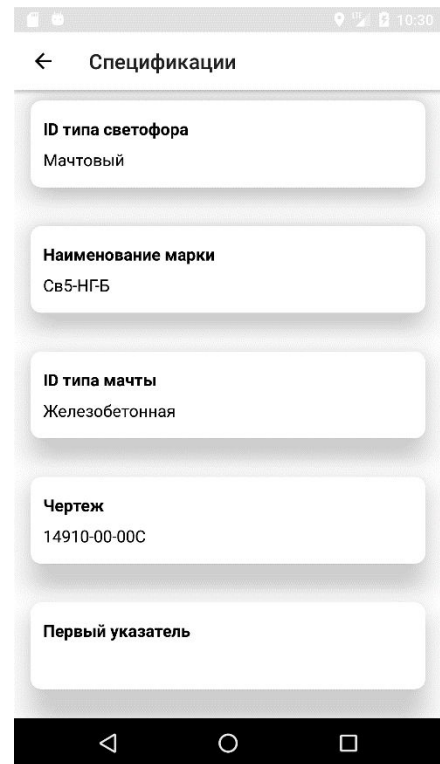 LTE 10:30
Спецификации
ID типа светофора
Мачтовый
Наименование марки
Св5-НГ-Б
ID типа мачты
Железобетонная
Чертеж
14910-00-00С
Первый указатель